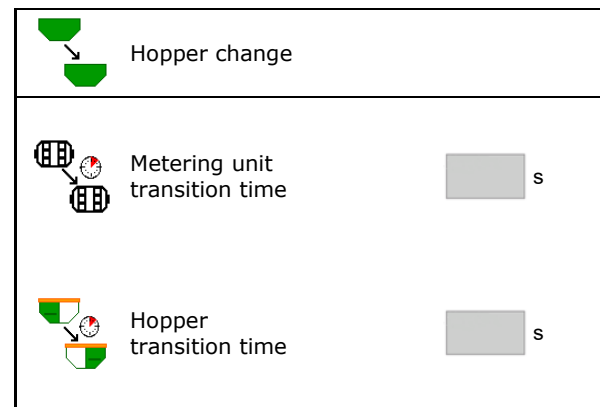 Hopper change
Metering unit
transition time
s
Hopper
transition time
s